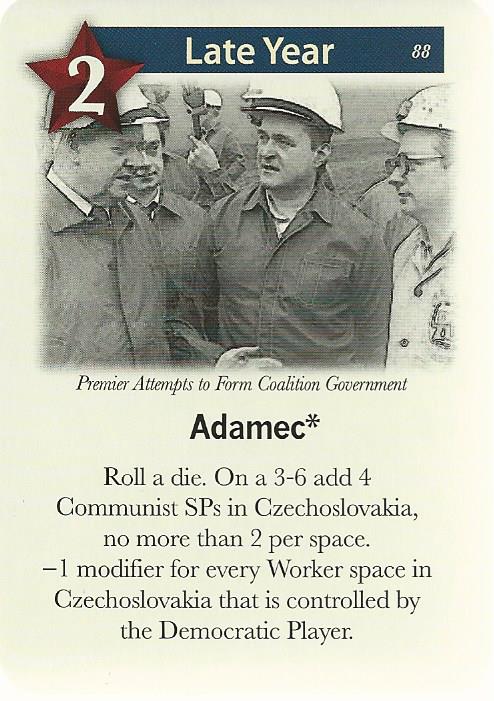 Late Year
88
2
Premier Attempts to Form Coalition Government
Adamec*
Roll a die. On a 3-6 add 4
Communist SPs in Czechoslovakia,
no more than 2 per space.
−1 modifier for every Worker space in
Czechoslovakia that is controlled by
the Democratic Player.